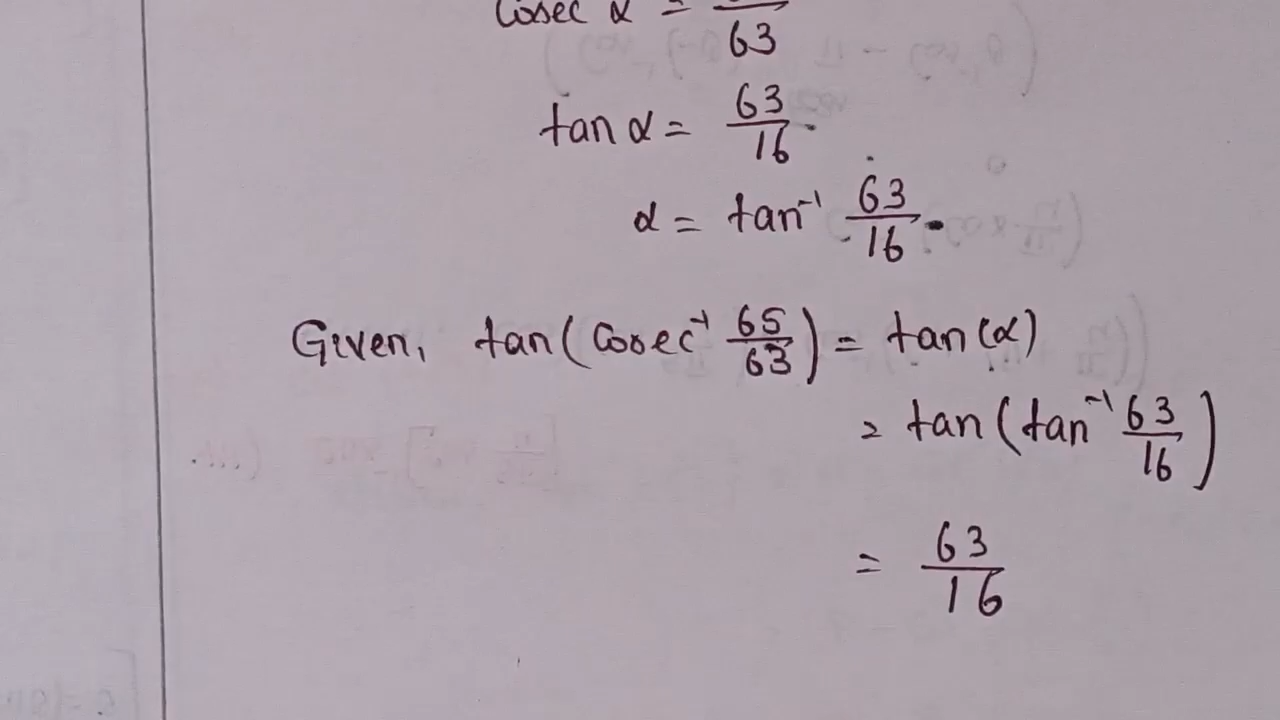 Cosec α = /63
tan α = 63/16.
α = tan⁻¹ 63/16.
Given, tan(Cosec⁻¹ 65/63) = tan(α)
= tan(tan⁻¹ 63/16)
= 63/16